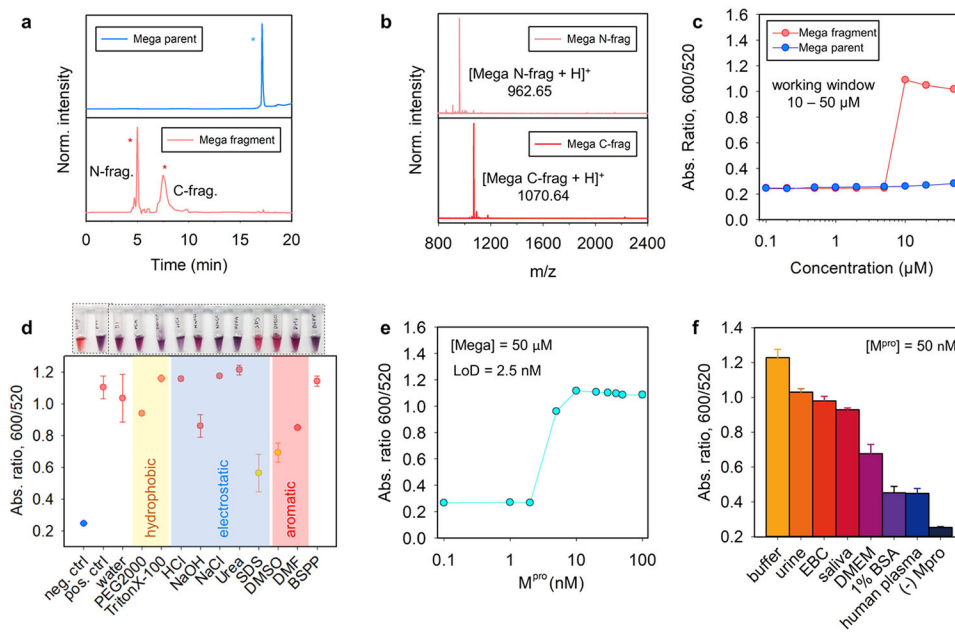 a
Mega parent
*
Mega fragment
*
*
N-frag.
C-frag.
Norm. intensity
0 5 10 15 20
Time (min)
b
Mega N-frag
[Mega N-frag + H]⁺
962.65
Mega C-frag
[Mega C-frag + H]⁺
1070.64
Norm. intensity
800 1200 1600 2000 2400
m/z
c
Mega fragment
Mega parent
working window
10 – 50 µM
Abs. Ratio, 600/520
1.6
1.4
1.2
1.0
0.8
0.6
0.4
0.2
0.0
0.1 1 10
Concentration (µM)
d
Abs. ratio, 600/520
1.2
1.0
0.8
0.6
0.4
0.2
hydrophobic
electrostatic
aromatic
neg. ctrl
pos. ctrl
water
PEG2000
TritonX-100
HCl
NaOH
NaCl
Urea
SDS
DMSO
DMF
BSPP
e
[Mega] = 50 µM
LoD = 2.5 nM
Abs. ratio 600/520
1.4
1.2
1.0
0.8
0.6
0.4
0.2
0.0
0.1 1 10 100
Mᵖʳᵒ (nM)
f
[Mᵖʳᵒ] = 50 nM
Abs. ratio 600/520
1.4
1.2
1.0
0.8
0.6
0.4
0.2
buffer
urine
EBC
saliva
DMEM
1% BSA
human plasma
(-) Mpro